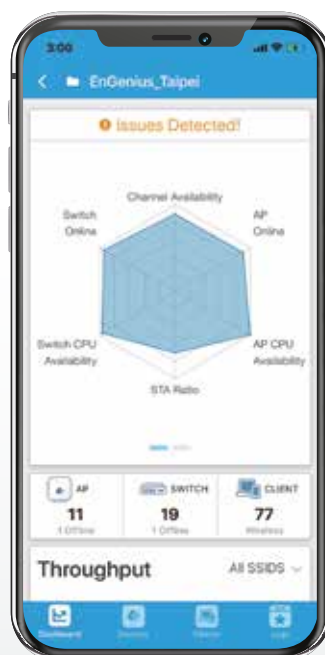 3:00
EnGenius_Taipei
Issues Detected!
Channel Availability
Switch Online
AP Online
Switch CPU Availability
AP CPU Availability
STA Ratio
AP SWITCH CLIENT
11 19 77
1 Offline 1 Offline Wireless
Throughput All SSIDS
Dashboard